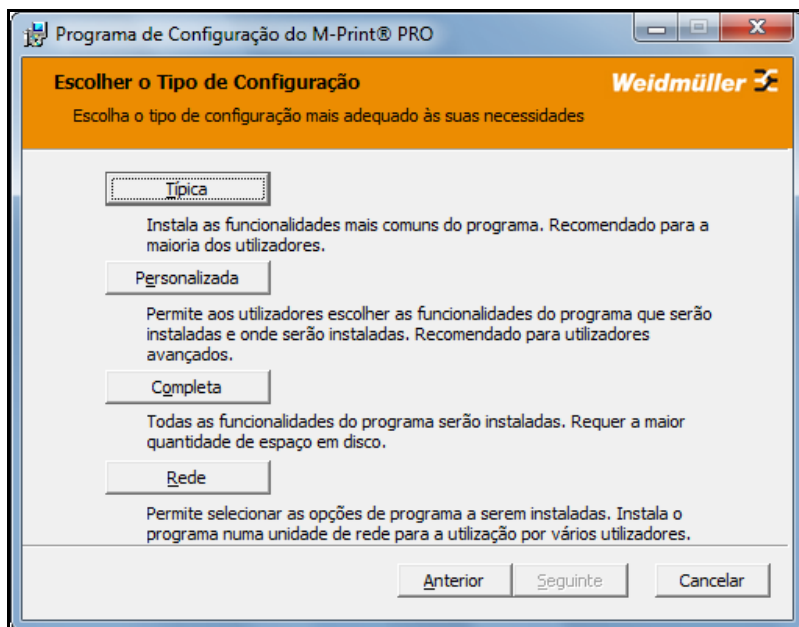 Programa de Configuração do M-Print® PRO
Escolher o Tipo de Configuração
Weidmüller
Escolha o tipo de configuração mais adequado às suas necessidades
Típica
Instala as funcionalidades mais comuns do programa. Recomendado para a
maioria dos utilizadores.
Personalizada
Permite aos utilizadores escolher as funcionalidades do programa que serão
instaladas e onde serão instaladas. Recomendado para utilizadores
avançados.
Completa
Todas as funcionalidades do programa serão instaladas. Requer a maior
quantidade de espaço em disco.
Rede
Permite selecionar as opções de programa a serem instaladas. Instala o
programa numa unidade de rede para a utilização por vários utilizadores.
Anterior
Seguinte
Cancelar